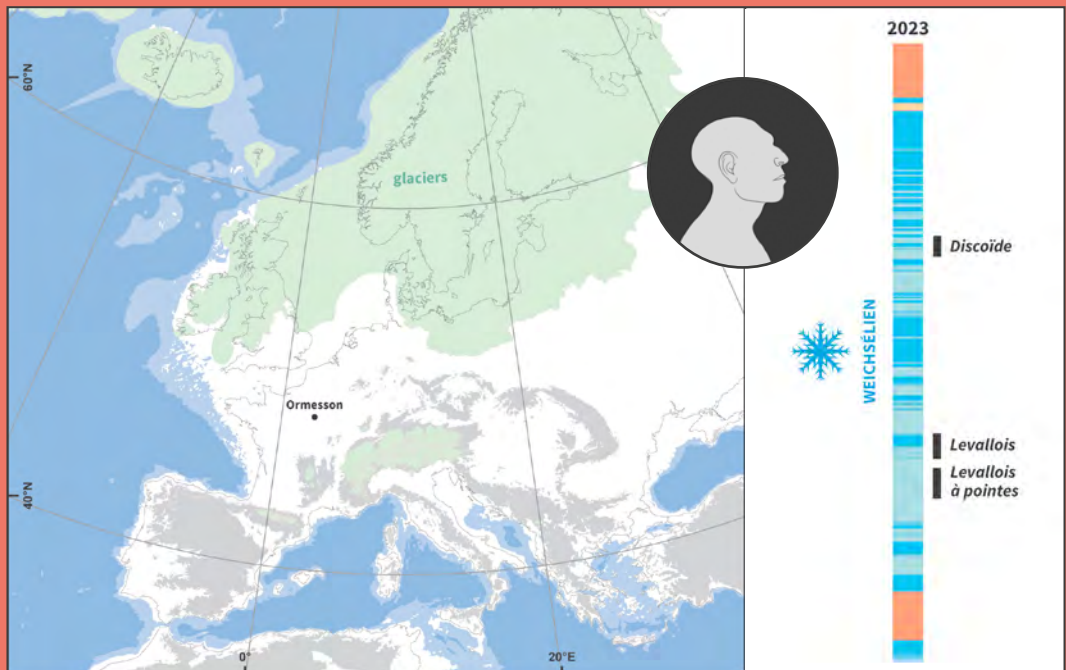 60°N
40°N
0°
20°E
glaciers
Ormesson
2023
WEICHSÉLIEN
Discoïde
Levallois
Levallois
à pointes